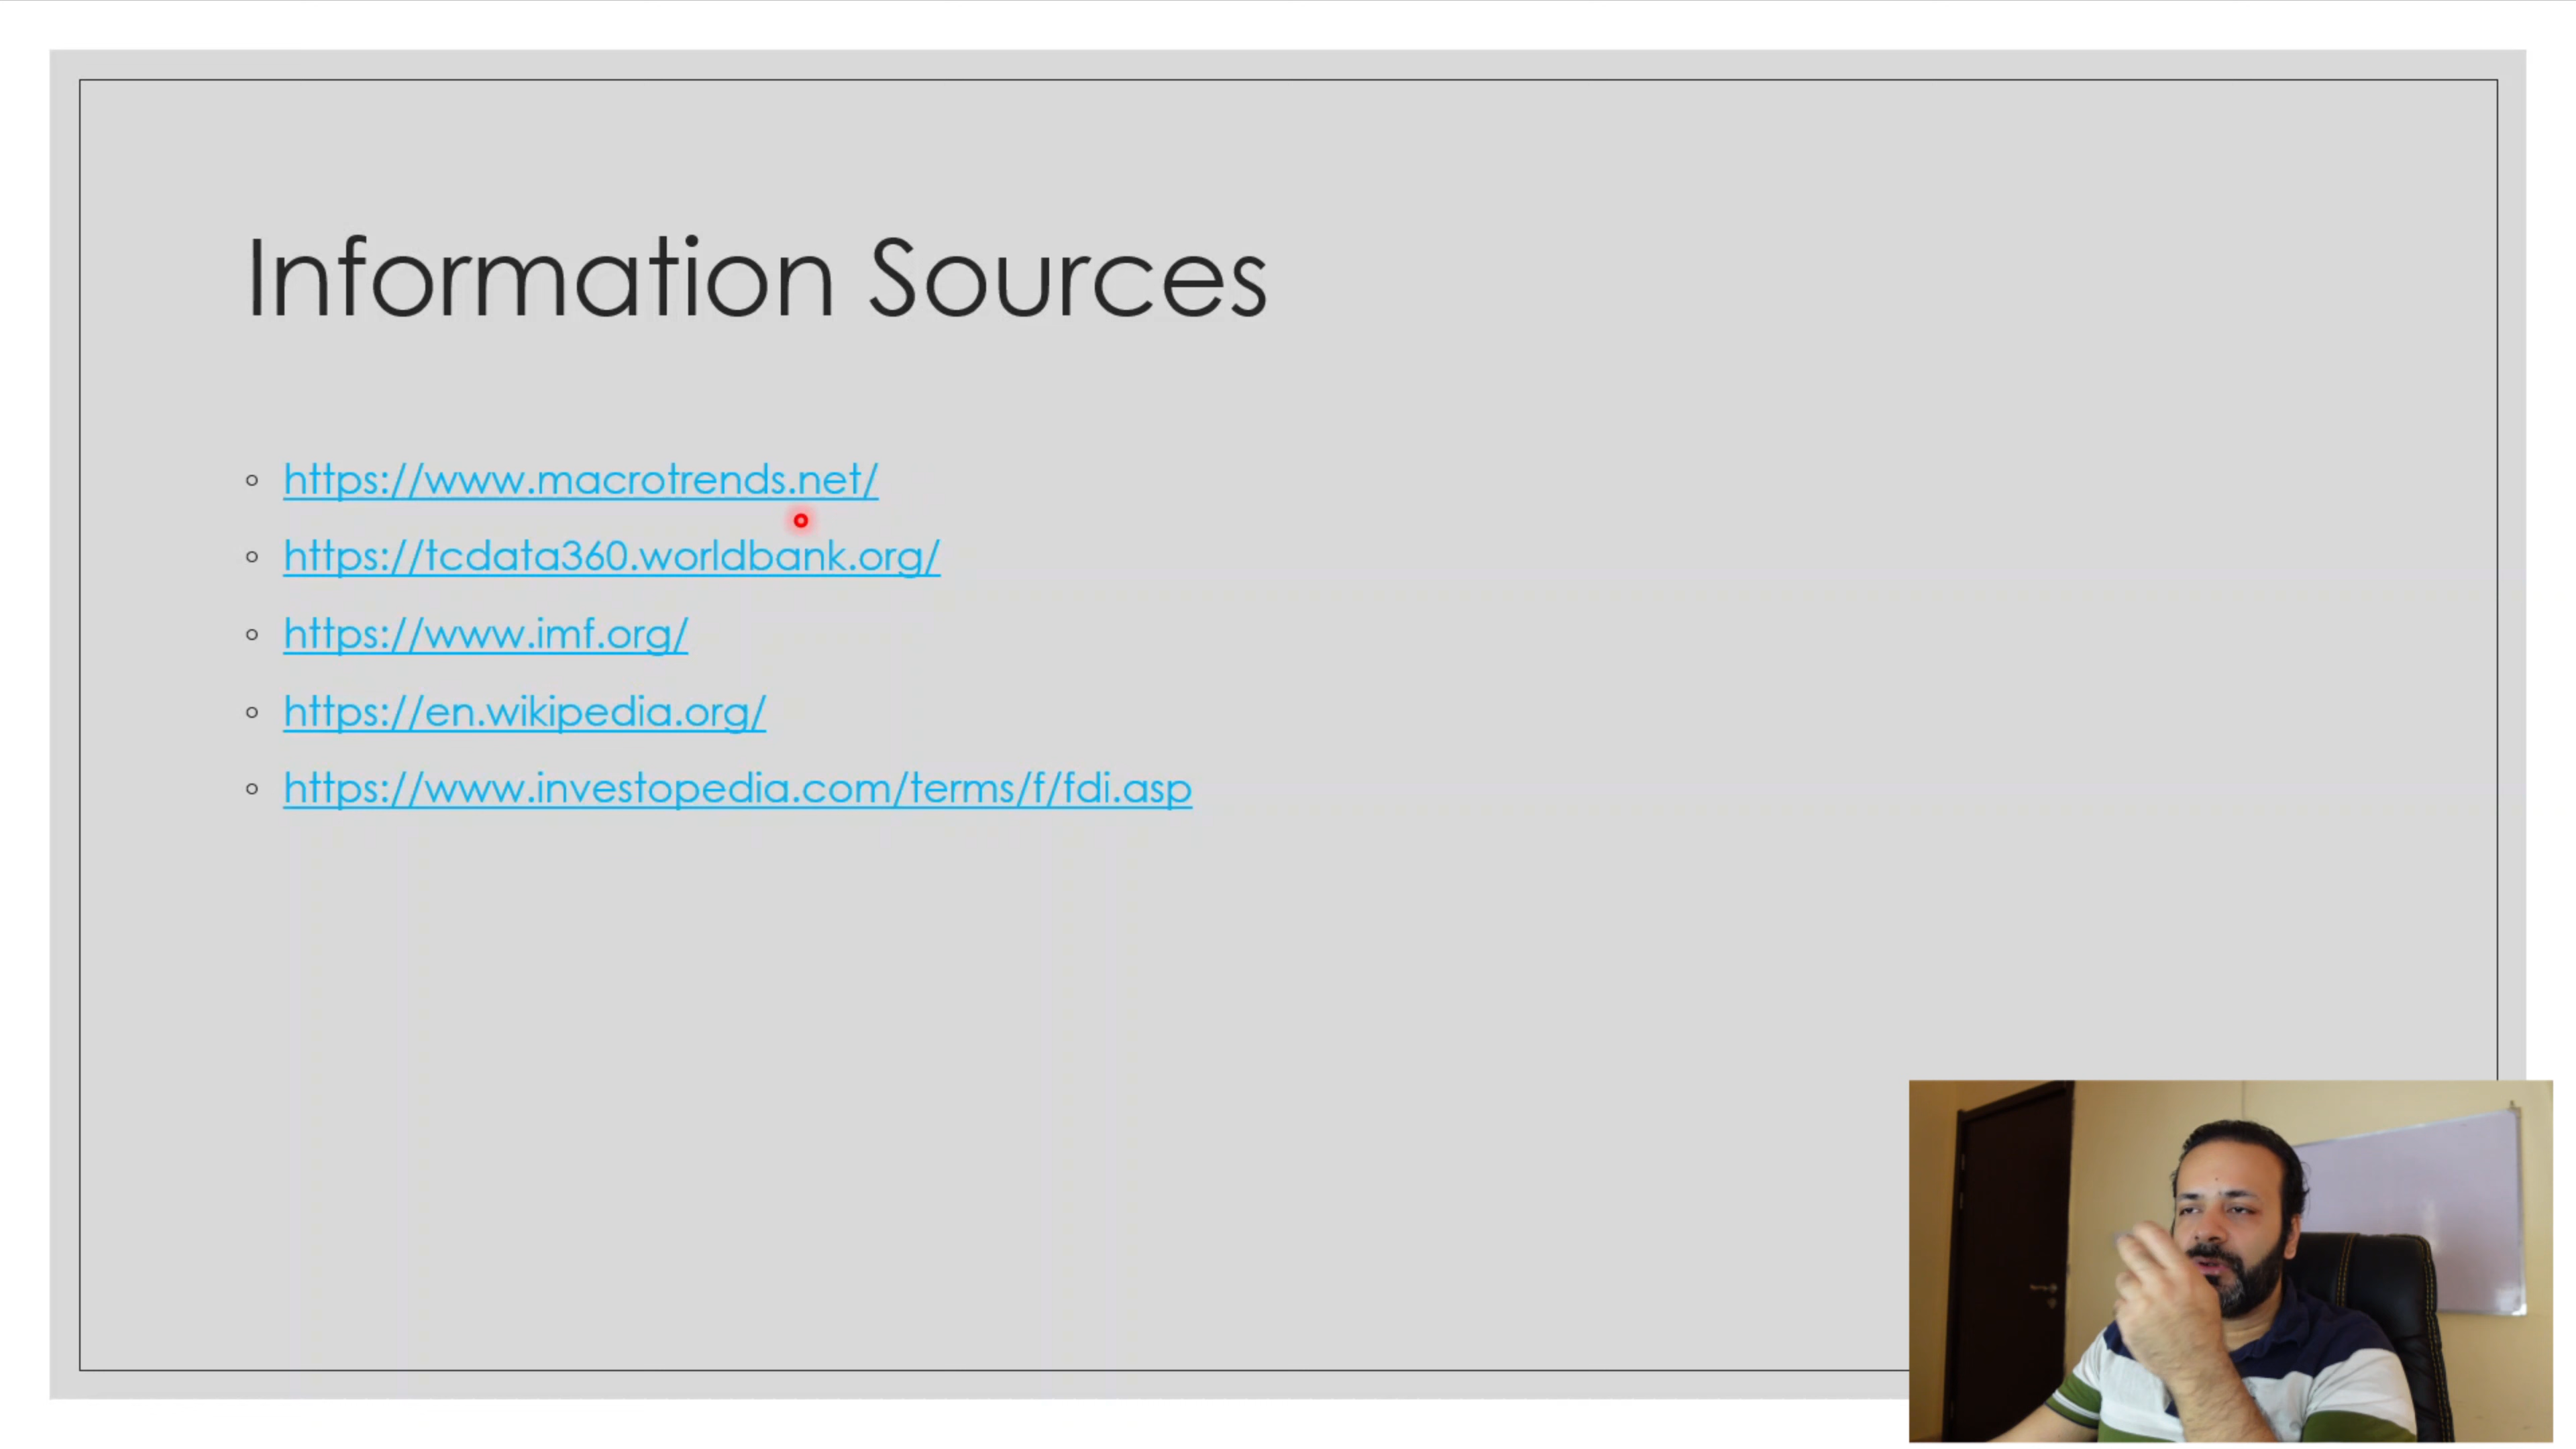 Information Sources
https://www.macrotrends.net/
https://tcdata360.worldbank.org/
https://www.imf.org/
https://en.wikipedia.org/
https://www.investopedia.com/terms/f/fdi.asp